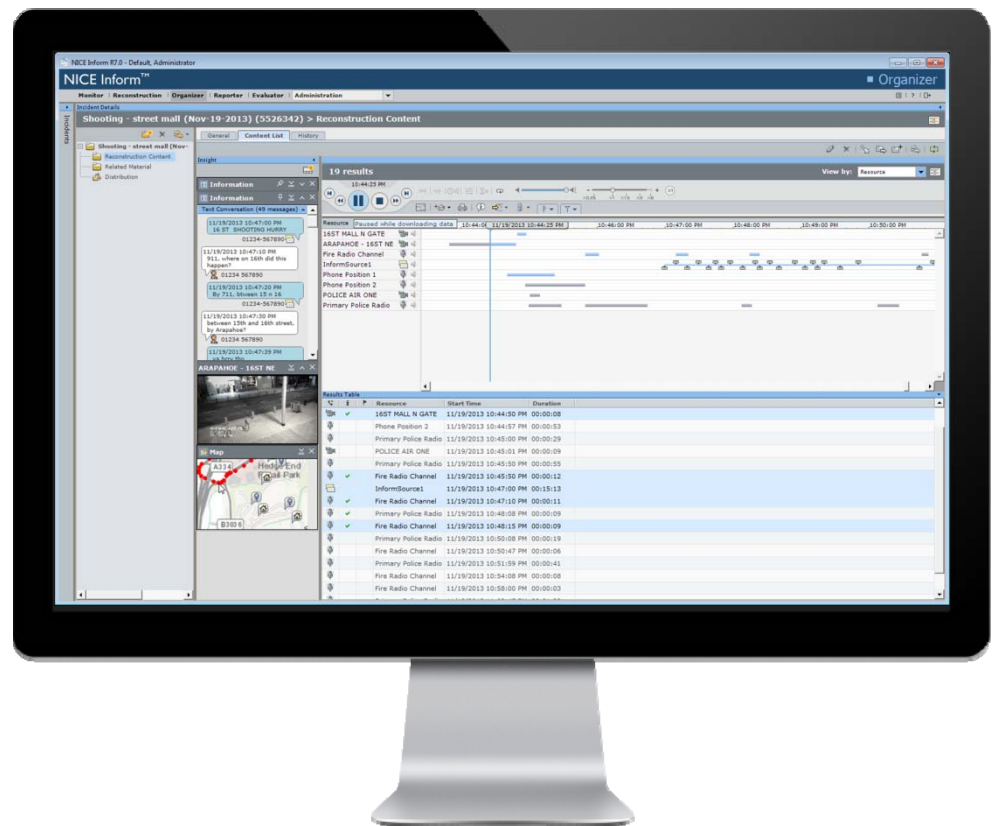 NICE Inform R7.0 - Default, Administrator
NICE Inform™
Organizer
Monitor Reconstruction Organizer Reporter Evaluator Administration
Incident Details
Incidents
Shooting - street mall (Nov-19-2013) (5526342) > Reconstruction Content
General Content List History
Shooting - street mall (Nov-
Reconstruction Content
Related Material
Distribution
Insight
Information
Information
Text Conversation (49 messages)
11/19/2013 10:47:00 PM
16 ST SHOOTING HURRY
01234-567890
11/19/2013 10:47:10 PM
911, where on 16th did this
happen?
01234 567890
11/19/2013 10:47:20 PM
By 711, btween 15 n 16
01234-567890
11/19/2013 10:47:30 PM
between 15th and 16th street,
by Arapahoe?
01234 567890
11/19/2013 10:47:39 PM
ARAPAHOE - 16ST NE
Map
A334
Hedge End
Retail Park
B3036
19 results
View by: Resource
10:44:25 PM
Resource Paused while downloading data 10:44:0 11/19/2013 10:44:25 PM 10:46:00 PM 10:47:00 PM 10:48:00 PM 10:49:00 PM 10:50:00 PM
16ST MALL N GATE
ARAPAHOE - 16ST NE
Fire Radio Channel
InformSource1
Phone Position 1
Phone Position 2
POLICE AIR ONE
Primary Police Radio
Results Table
Resource Start Time Duration
16ST MALL N GATE 11/19/2013 10:44:50 PM 00:00:08
Phone Position 2 11/19/2013 10:44:57 PM 00:00:53
Primary Police Radio 11/19/2013 10:45:00 PM 00:00:29
POLICE AIR ONE 11/19/2013 10:45:01 PM 00:00:09
Primary Police Radio 11/19/2013 10:45:50 PM 00:00:55
Fire Radio Channel 11/19/2013 10:45:50 PM 00:00:12
InformSource1 11/19/2013 10:47:00 PM 00:15:13
Fire Radio Channel 11/19/2013 10:47:10 PM 00:00:11
Primary Police Radio 11/19/2013 10:48:08 PM 00:00:09
Fire Radio Channel 11/19/2013 10:48:15 PM 00:00:09
Primary Police Radio 11/19/2013 10:50:08 PM 00:00:19
Fire Radio Channel 11/19/2013 10:50:47 PM 00:00:06
Primary Police Radio 11/19/2013 10:51:59 PM 00:00:41
Fire Radio Channel 11/19/2013 10:54:08 PM 00:00:08
Fire Radio Channel 11/19/2013 10:58:00 PM 00:00:03